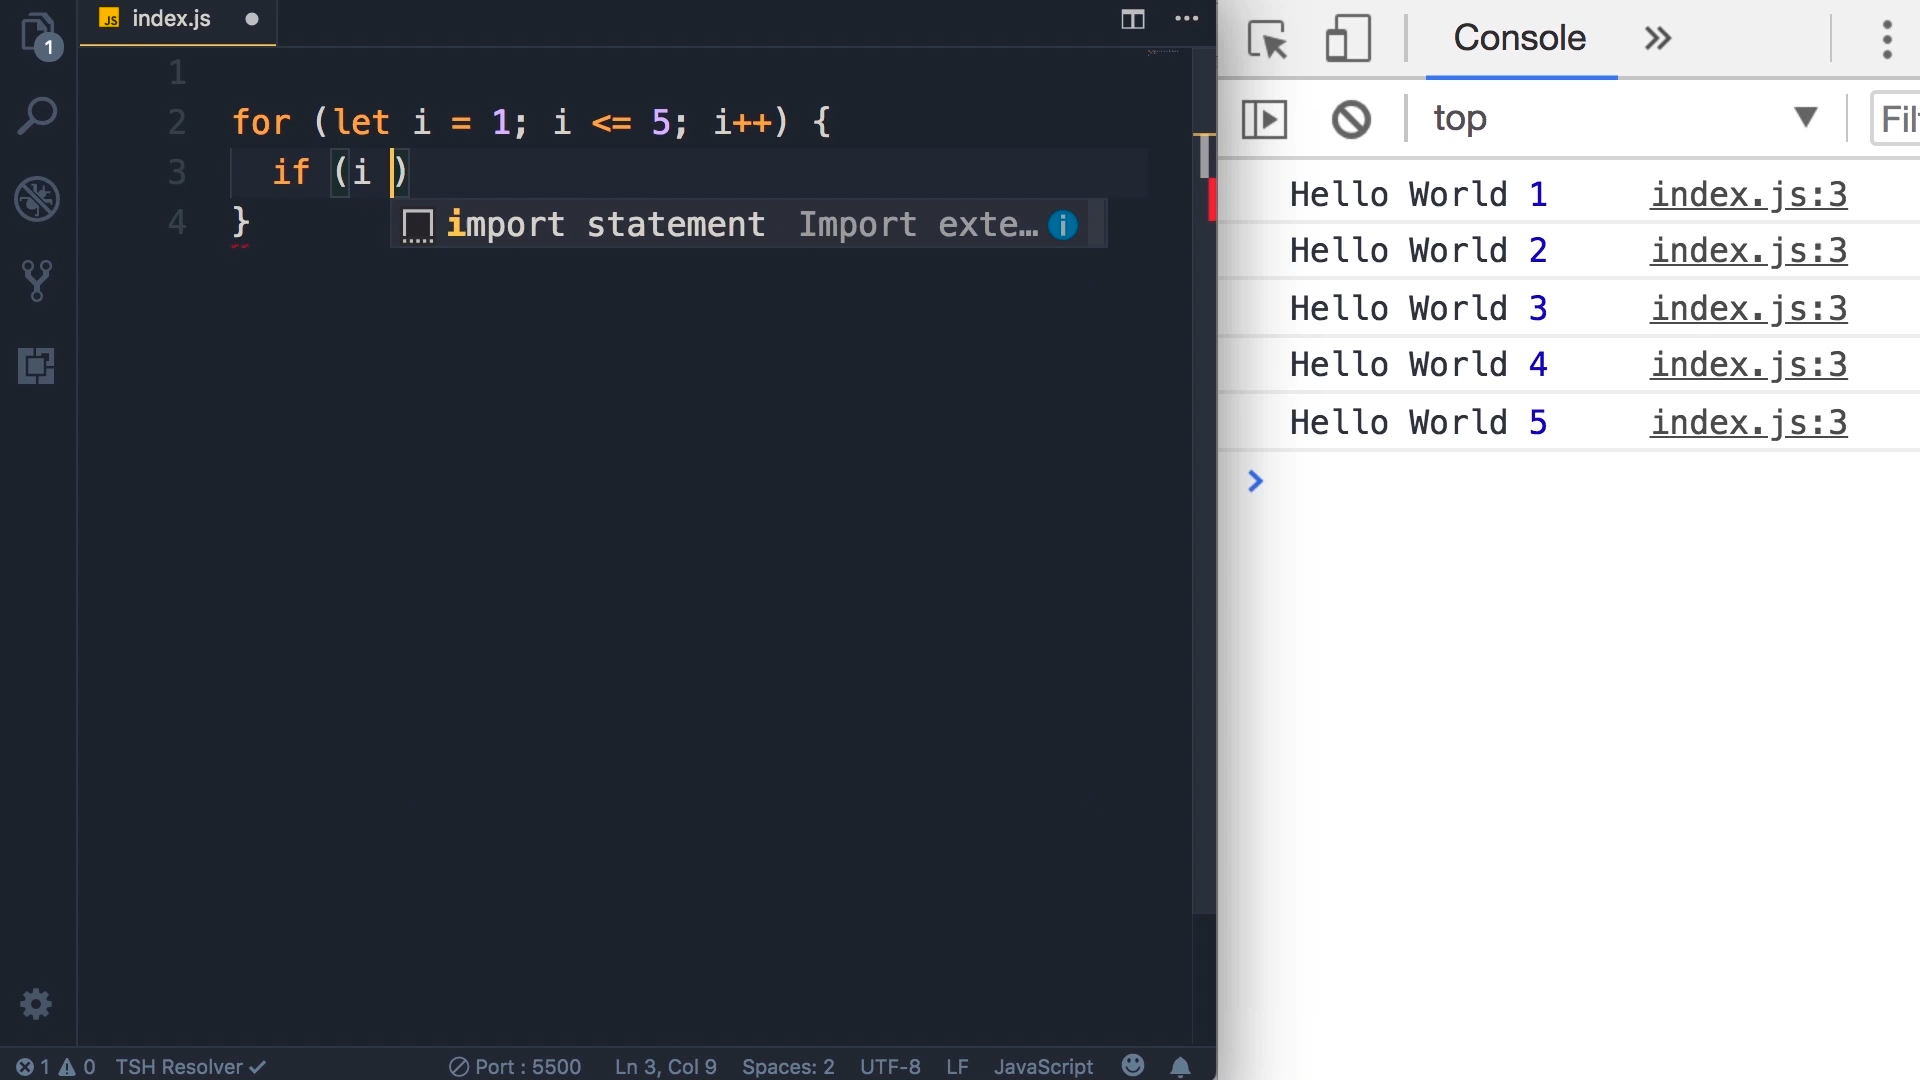 1
JS index.js
1
2 for (let i = 1; i <= 5; i++) {
3 if (i )
4 }
import statement Import exte…
1 0 TSH Resolver Port : 5500 Ln 3, Col 9 Spaces: 2 UTF-8 LF JavaScript
Console
top
Fil
Hello World 1 index.js:3
Hello World 2 index.js:3
Hello World 3 index.js:3
Hello World 4 index.js:3
Hello World 5 index.js:3